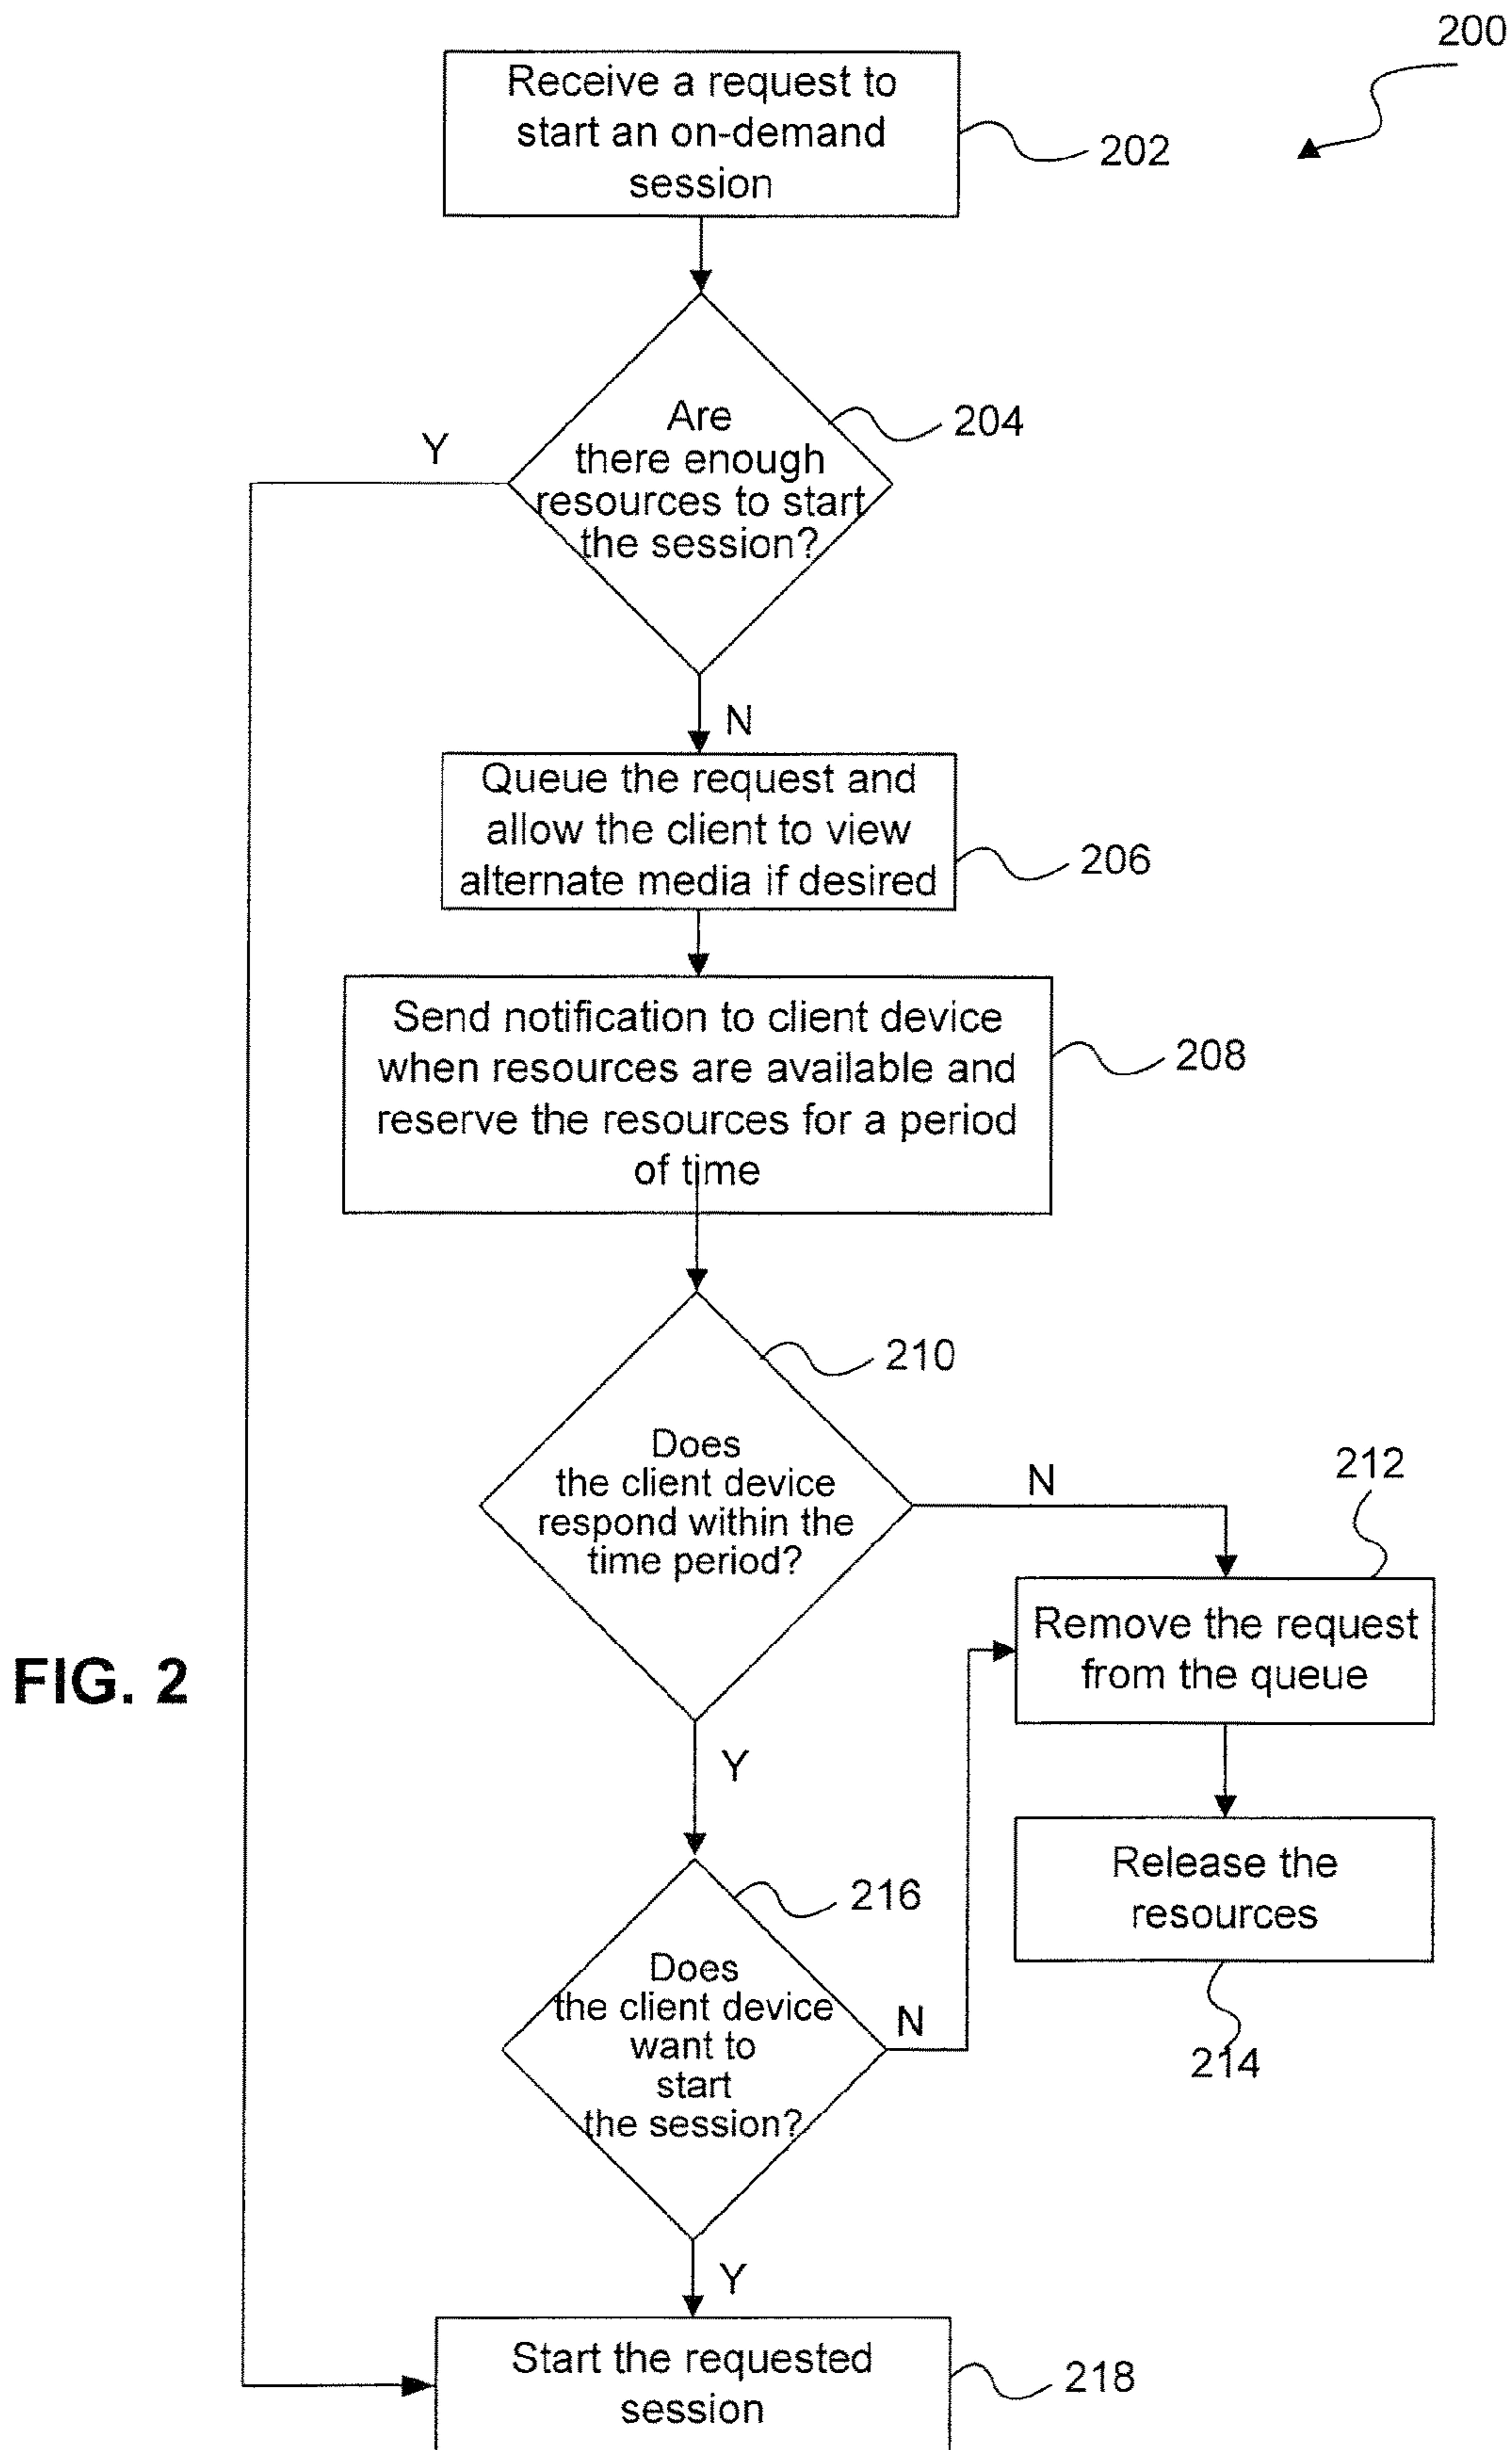 200
Receive a request to
start an on-demand
session
202
Are
there enough
resources to start
the session?
204
Y
N
Queue the request and
allow the client to view
alternate media if desired
206
Send notification to client device
when resources are available and
reserve the resources for a period
of time
208
210
Does
the client device
respond within the
time period?
N
212
Remove the request
from the queue
FIG. 2
Y
Release the
resources
214
216
Does
the client device
want to
start
the session?
N
Y
Start the requested
session
218